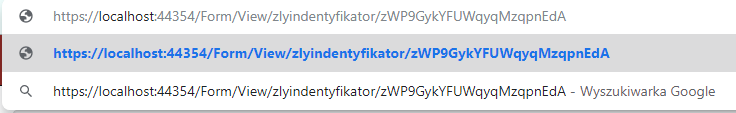 https://localhost:44354/Form/View/zlyindentyfikator/zWP9GykYFUWqyqMzqpnEdA
https://localhost:44354/Form/View/zlyindentyfikator/zWP9GykYFUWqyqMzqpnEdA
https://localhost:44354/Form/View/zlyindentyfikator/zWP9GykYFUWqyqMzqpnEdA - Wyszukiwarka Google